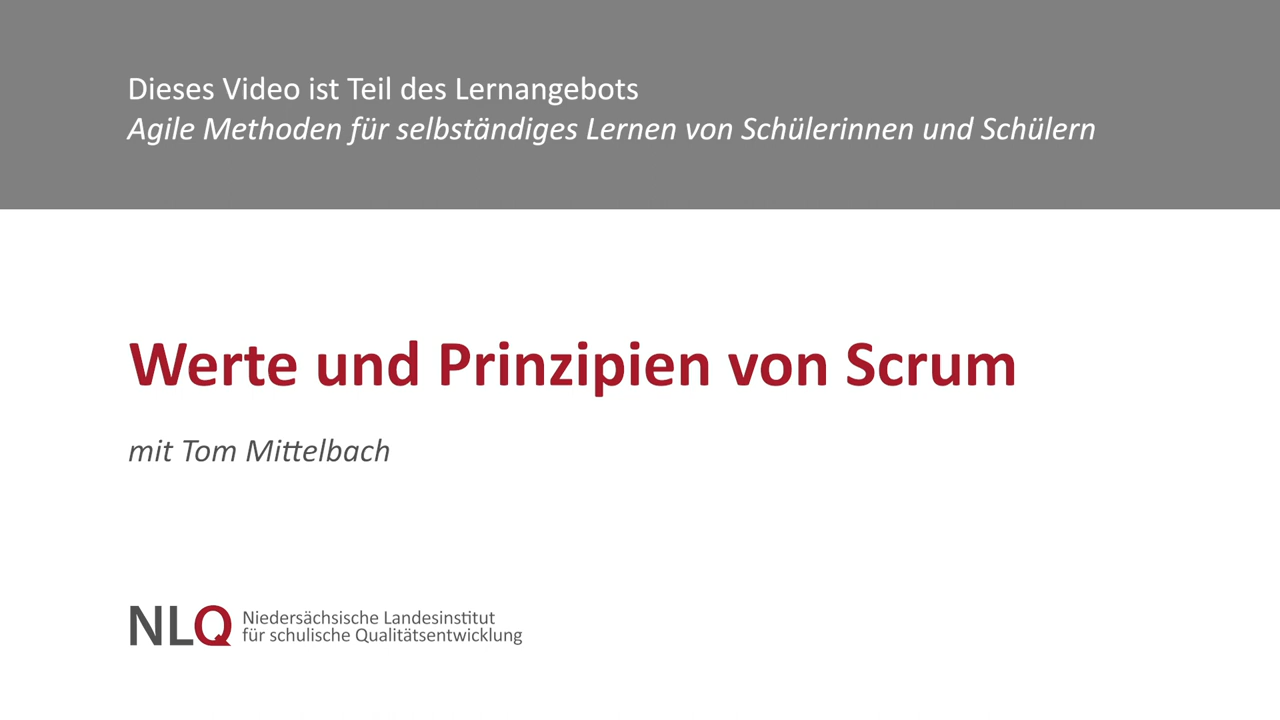 Dieses Video ist Teil des Lernangebots
Agile Methoden für selbständiges Lernen von Schülerinnen und Schülern
Werte und Prinzipien von Scrum
mit Tom Mittelbach
NLQ
Niedersächsische Landesinstitut
für schulische Qualitätsentwicklung